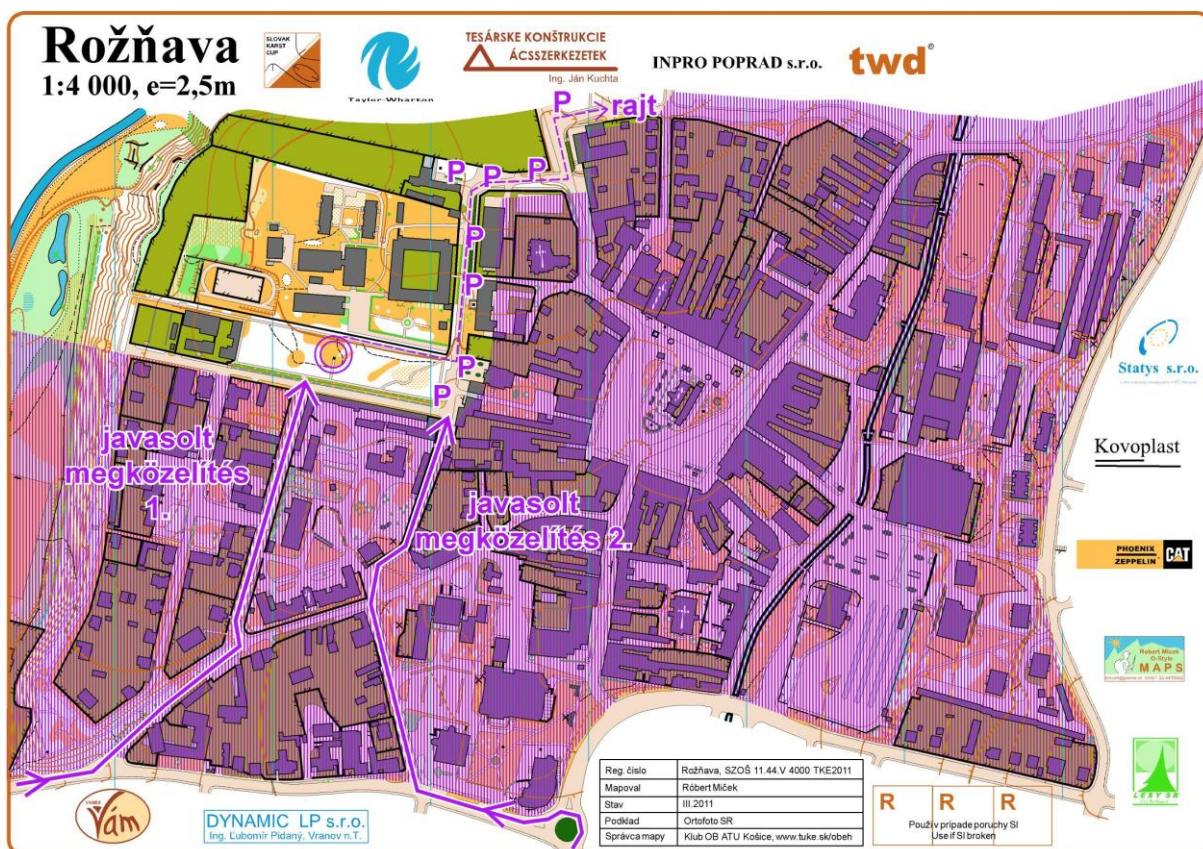 Rožňava
1:4 000, e=2,5m
SLOVAK
KARST
CUP
Taylor-Wharton
TESÁRSKE KONŠTRUKCIE
ÁCSSZERKEZETEK
Ing. Ján Kuchta
INPRO POPRAD s.r.o.
twd®
P
rajt
P
P
P
P
P
P
P
javasolt
megközelítés
1.
javasolt
megközelítés 2.
Statys s.r.o.
Kovoplast
PHOENIX
ZEPPELIN
CAT
Robert Miček
O-Style
MAPS
LESY SR
Vám
DYNAMIC LP s.r.o.
Ing. Ľubomír Pidaný, Vranov n.T.
Reg. číslo Rožňava, SZOŠ 11.44.V 4000 TKE2011
Mapoval Róbert Miček
Stav III.2011
Podklad Ortofoto SR
Správca mapy Klub OB ATU Košice, www.tuke.sk/obeh
R R R
Použi v prípade poruchy SI
Use if SI broken